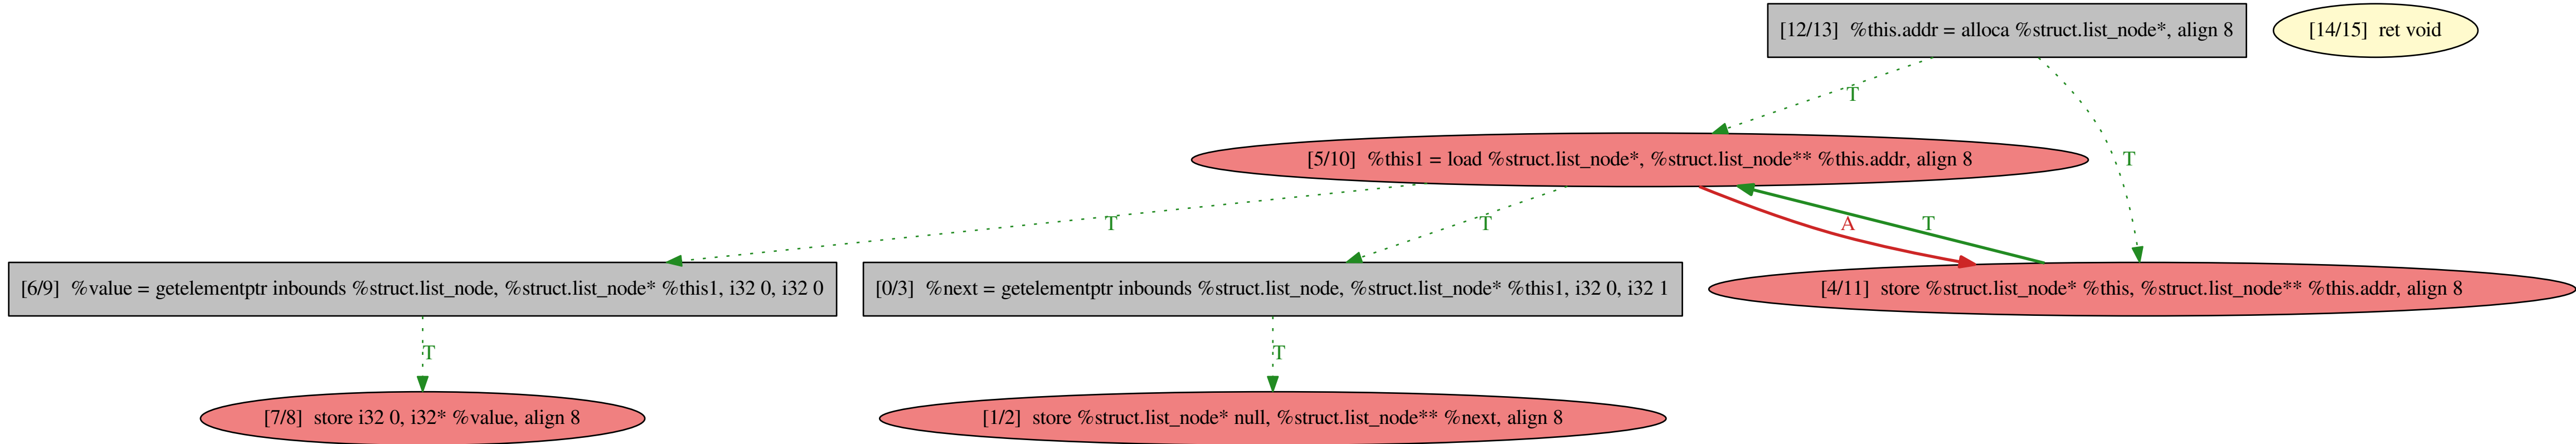 [12/13] %this.addr = alloca %struct.list_node*, align 8
[14/15] ret void
T
[5/10] %this1 = load %struct.list_node*, %struct.list_node** %this.addr, align 8
T
T
T
A
T
[6/9] %value = getelementptr inbounds %struct.list_node, %struct.list_node* %this1, i32 0, i32 0
[0/3] %next = getelementptr inbounds %struct.list_node, %struct.list_node* %this1, i32 0, i32 1
[4/11] store %struct.list_node* %this, %struct.list_node** %this.addr, align 8
T
T
[7/8] store i32 0, i32* %value, align 8
[1/2] store %struct.list_node* null, %struct.list_node** %next, align 8